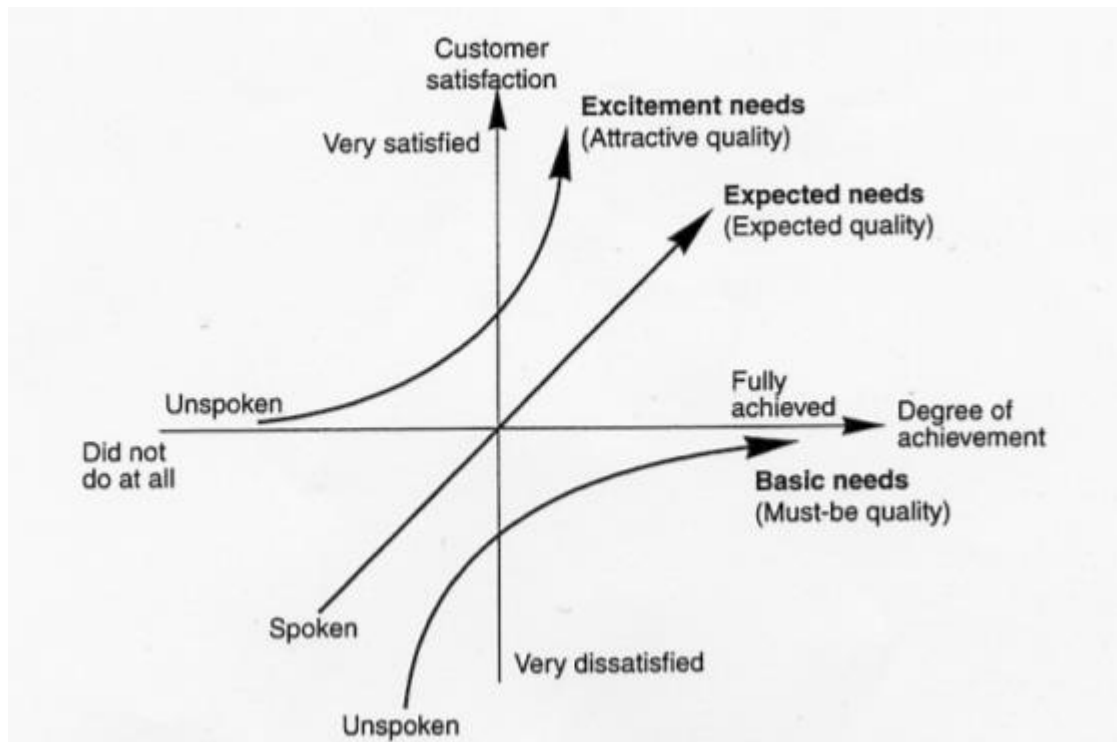 Customer
satisfaction
Excitement needs
(Attractive quality)
Very satisfied
Expected needs
(Expected quality)
Fully
achieved
Unspoken
Degree of
achievement
Did not
do at all
Basic needs
(Must-be quality)
Spoken
Very dissatisfied
Unspoken